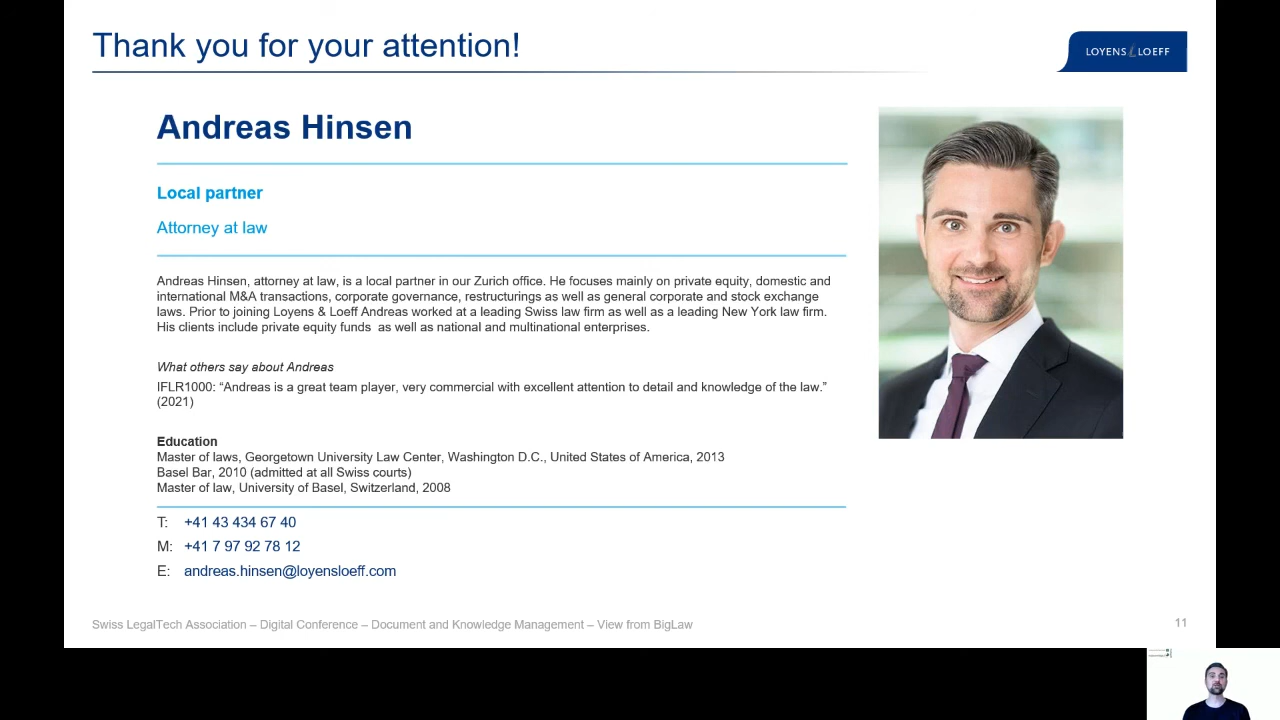 Thank you for your attention!
LOYENS LOEFF
Andreas Hinsen
Local partner
Attorney at law
Andreas Hinsen, attorney at law, is a local partner in our Zurich office. He focuses mainly on private equity, domestic and
international M&A transactions, corporate governance, restructurings as well as general corporate and stock exchange
laws. Prior to joining Loyens & Loeff Andreas worked at a leading Swiss law firm as well as a leading New York law firm.
His clients include private equity funds  as well as national and multinational enterprises.
What others say about Andreas
IFLR1000: “Andreas is a great team player, very commercial with excellent attention to detail and knowledge of the law.”
(2021)
Education
Master of laws, Georgetown University Law Center, Washington D.C., United States of America, 2013
Basel Bar, 2010 (admitted at all Swiss courts)
Master of law, University of Basel, Switzerland, 2008
T: +41 43 434 67 40
M: +41 7 97 92 78 12
E: andreas.hinsen@loyensloeff.com
Swiss LegalTech Association – Digital Conference – Document and Knowledge Management – View from BigLaw
11